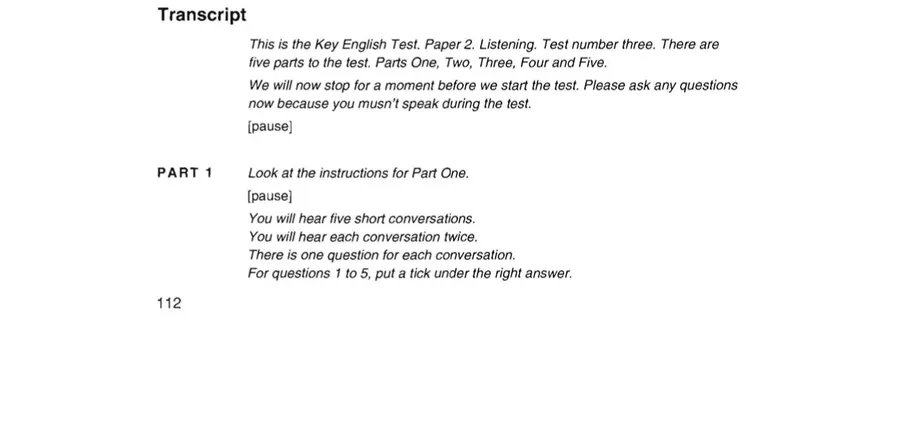 Transcript
This is the Key English Test. Paper 2. Listening. Test number three. There are
five parts to the test. Parts One, Two, Three, Four and Five.
We will now stop for a moment before we start the test. Please ask any questions
now because you musn't speak during the test.
[pause]
PART 1 Look at the instructions for Part One.
[pause]
You will hear five short conversations.
You will hear each conversation twice.
There is one question for each conversation.
For questions 1 to 5, put a tick under the right answer.
112